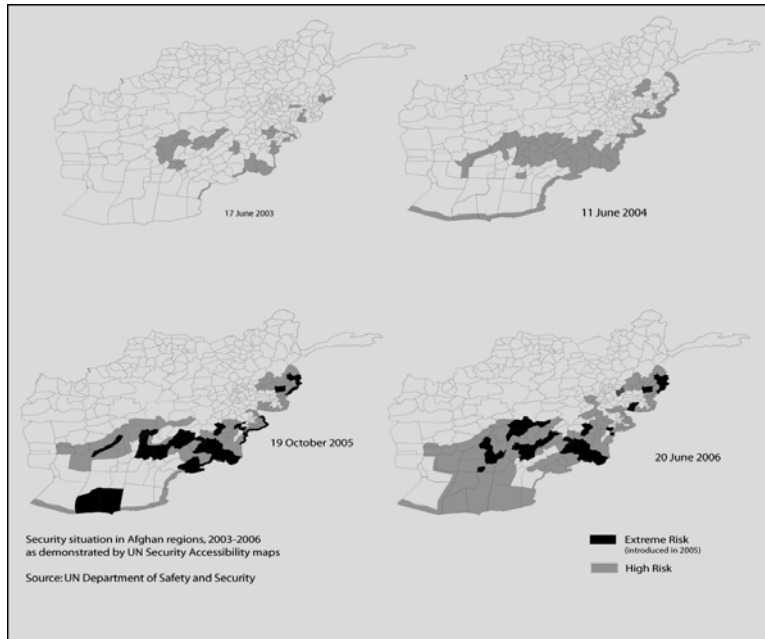 17 June 2003
11 June 2004
19 October 2005
20 June 2006
Security situation in Afghan regions, 2003–2006
as demonstrated by UN Security Accessibility maps
Source: UN Department of Safety and Security
Extreme Risk
(introduced in 2005)
High Risk